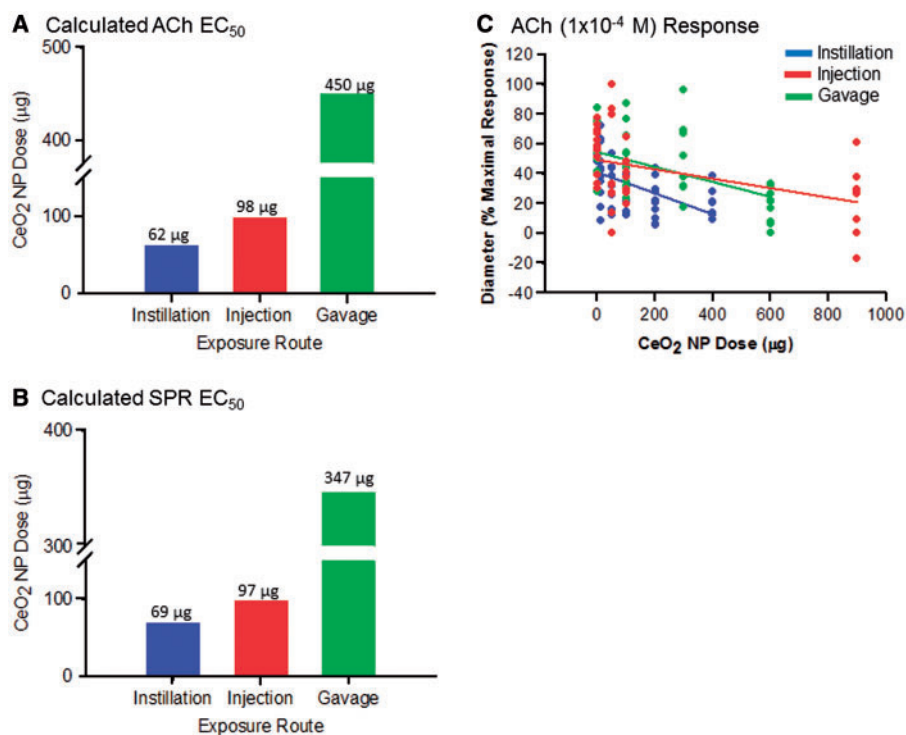 A Calculated ACh EC₅₀
500
400
100
0
CeO₂ NP Dose (µg)
62 µg
98 µg
450 µg
Instillation Injection Gavage
Exposure Route
B Calculated SPR EC₅₀
400
300
100
0
CeO₂ NP Dose (µg)
69 µg
97 µg
347 µg
Instillation Injection Gavage
Exposure Route
C ACh (1x10⁻⁴ M) Response
Instillation
Injection
Gavage
120
100
80
60
40
20
0
-20
-40
Diameter (% Maximal Response)
0 200 400 600 800 1000
CeO₂ NP Dose (µg)